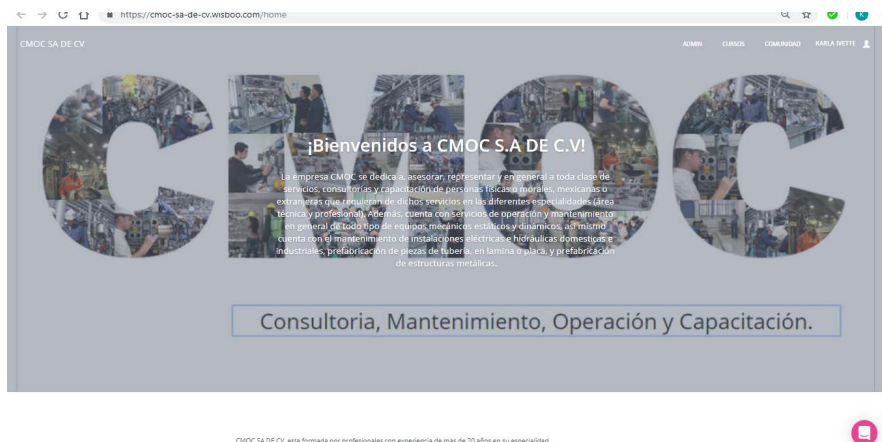 https://cmoc-sa-de-cv.wisboo.com/home
K
CMOC SA DE CV
ADMIN CURSOS COMUNIDAD KARLA IVETTE
CMOC
¡Bienvenidos a CMOC S.A DE C.V!
La empresa CMOC se dedica a, asesorar, representar y en general a toda clase de
servicios, consultorías y capacitación de personas físicas o morales, mexicanas o
extranjeras que requieran de dichos servicios en las diferentes especialidades (área
técnica y profesional). Además, cuenta con servicios de operación y mantenimiento
en general de todo tipo de equipos mecánicos estáticos y dinámicos, así mismo
cuenta con el mantenimiento de instalaciones eléctricas e hidráulicas domesticas e
industriales, prefabricación de piezas de tubería, en lamina o placa, y prefabricación
de estructuras metálicas.
Consultoria, Mantenimiento, Operación y Capacitación.
CMOC SA DE CV, esta formada por profesionales con experiencia de mas de 20 años en su especialidad